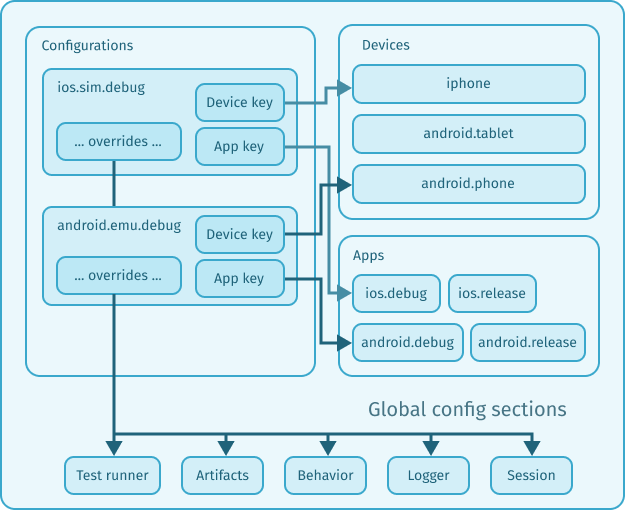 Configurations
ios.sim.debug
Device key
App key
... overrides ...
android.emu.debug
Device key
App key
... overrides ...
Devices
iphone
android.tablet
android.phone
Apps
ios.debug
ios.release
android.debug
android.release
Global config sections
Test runner
Artifacts
Behavior
Logger
Session